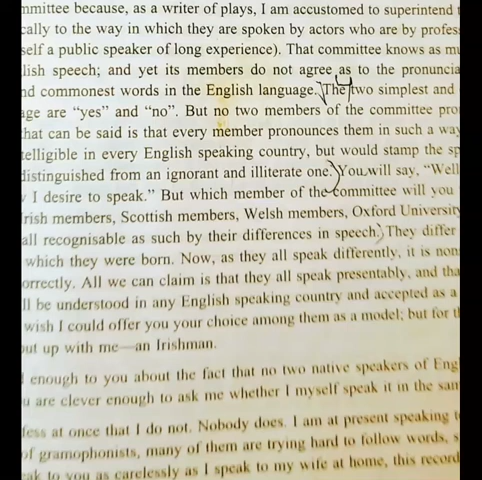 mmittee because, as a writer of plays, I am accustomed to superintend
cally to the way in which they are spoken by actors who are by profes
self a public speaker of long experience). That committee knows as mu
lish speech; and yet its members do not agree as to the pronuncia
nd commonest words in the English language. The two simplest and
age are “yes” and “no”. But no two members of the committee pro
hat can be said is that every member pronounces them in such a way
telligible in every English speaking country, but would stamp the sp
distinguished from an ignorant and illiterate one. You will say, “Well
I desire to speak.” But which member of the committee will you
rish members, Scottish members, Welsh members, Oxford University
all recognisable as such by their differences in speech. They differ
which they were born. Now, as they all speak differently, it is non
orrectly. All we can claim is that they all speak presentably, and tha
ll be understood in any English speaking country and accepted as a
wish I could offer you your choice among them as a model; but for t
out up with me—an Irishman.
enough to you about the fact that no two native speakers of Eng
u are clever enough to ask me whether I myself speak it in the sam
fess at once that I do not. Nobody does. I am at present speaking t
of gramophonists, many of them are trying hard to follow words, s
eak to you as carelessly as I speak to my wife at home, this record